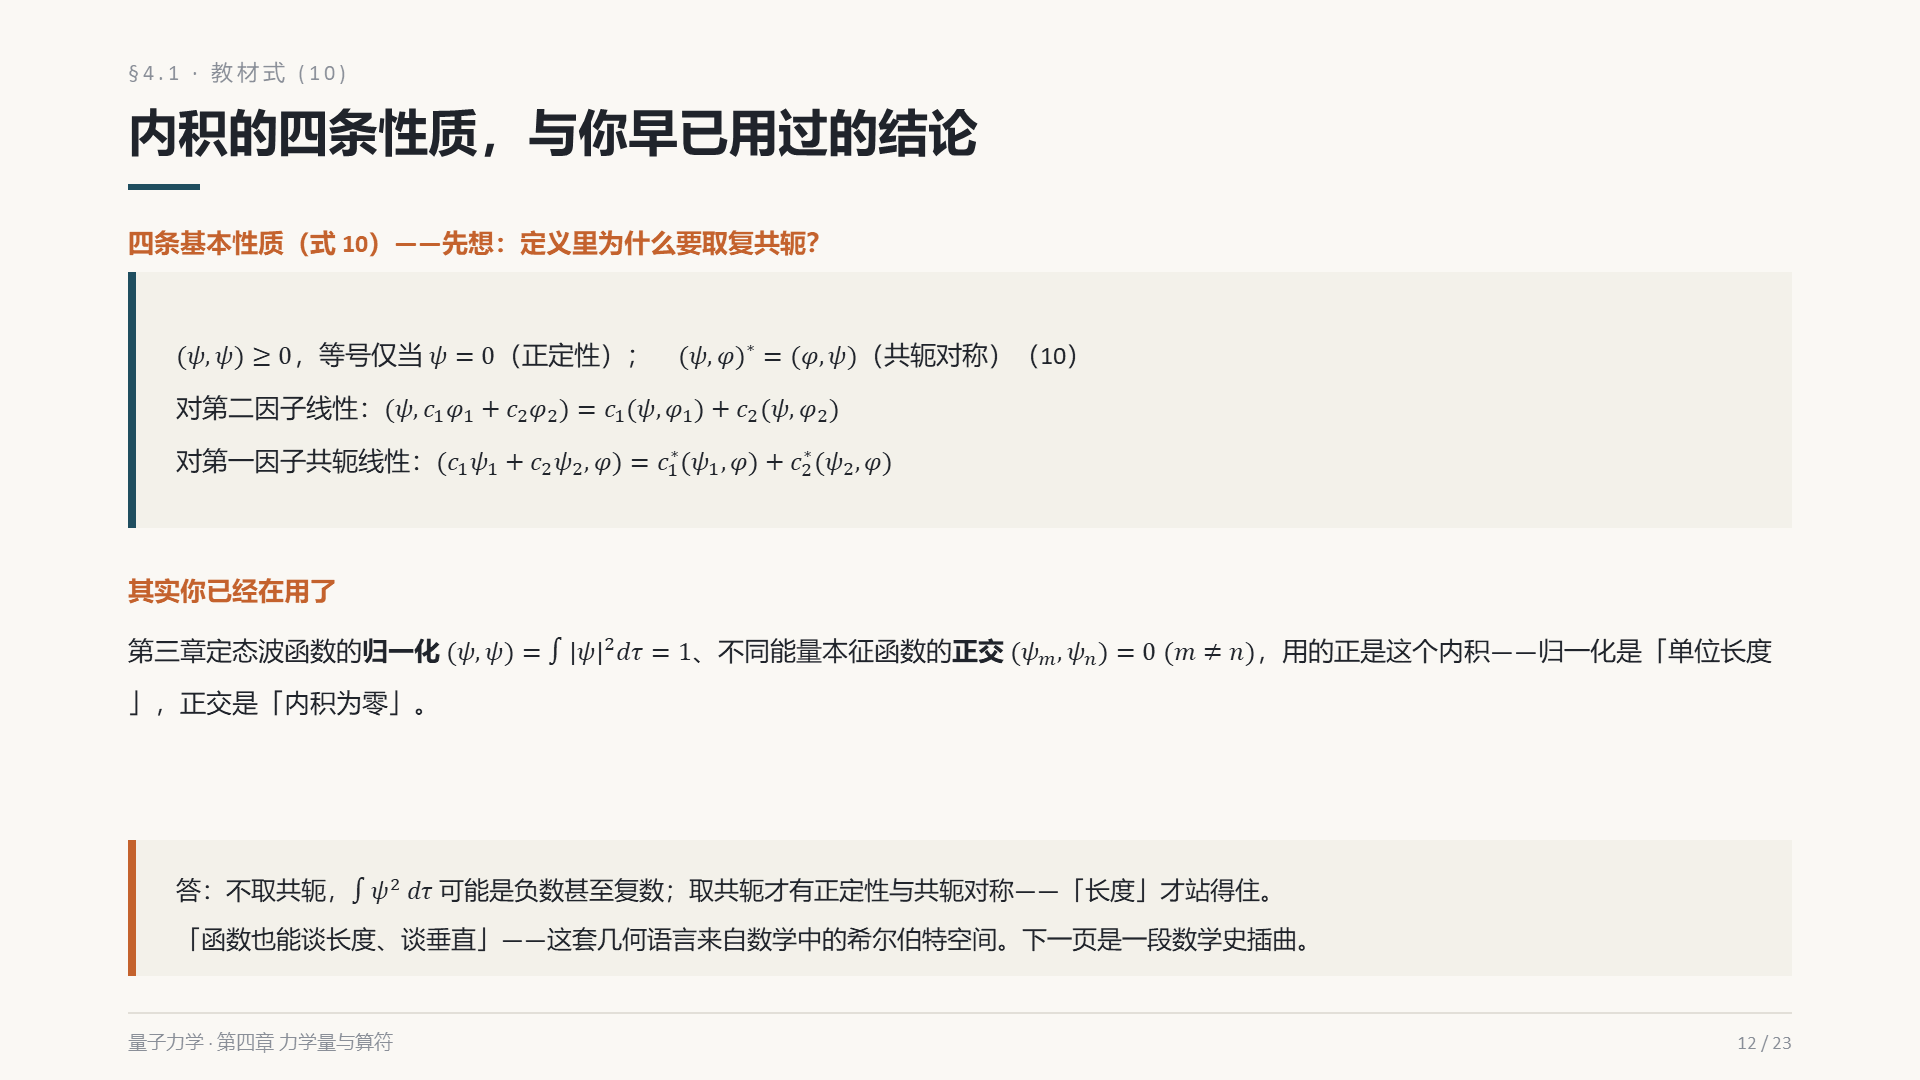 §4.1 · 教材式 (10)
内积的四条性质，与你早已用过的结论
四条基本性质（式 10）——先想：定义里为什么要取复共轭？
(ψ, ψ) ≥ 0，等号仅当 ψ = 0（正定性）； (ψ, φ)* = (φ, ψ)（共轭对称）（10）
对第二因子线性：(ψ, c₁φ₁ + c₂φ₂) = c₁(ψ, φ₁) + c₂(ψ, φ₂)
对第一因子共轭线性：(c₁ψ₁ + c₂ψ₂, φ) = c₁*(ψ₁, φ) + c₂*(ψ₂, φ)
其实你已经在用了
第三章定态波函数的归一化 (ψ, ψ) = ∫ |ψ|²dτ = 1、不同能量本征函数的正交 (ψₘ, ψₙ) = 0 (m ≠ n)，用的正是这个内积——归一化是「单位长度
」，正交是「内积为零」。
答：不取共轭，∫ ψ² dτ 可能是负数甚至复数；取共轭才有正定性与共轭对称——「长度」才站得住。
「函数也能谈长度、谈垂直」——这套几何语言来自数学中的希尔伯特空间。下一页是一段数学史插曲。
量子力学 · 第四章 力学量与算符
12 / 23